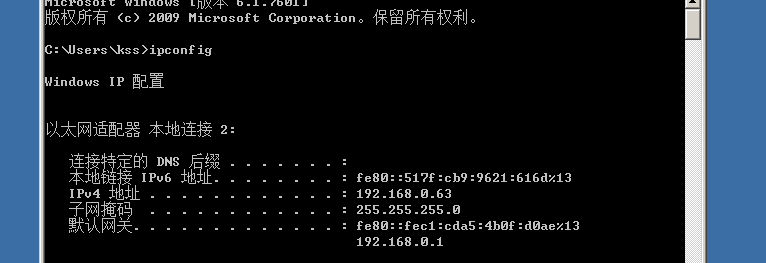 Microsoft Windows [版本 6.1.7601]
版权所有 (c) 2009 Microsoft Corporation。保留所有权利。
C:\Users\kss>ipconfig
Windows IP 配置
以太网适配器 本地连接 2:
连接特定的 DNS 后缀 . . . . . . . :
本地链接 IPv6 地址. . . . . . . . : fe80::517f:cb9:9621:616d%13
IPv4 地址 . . . . . . . . . . . . : 192.168.0.63
子网掩码 . . . . . . . . . . . . : 255.255.255.0
默认网关. . . . . . . . . . . . . : fe80::fec1:cda5:4b0f:d0ae%13
192.168.0.1